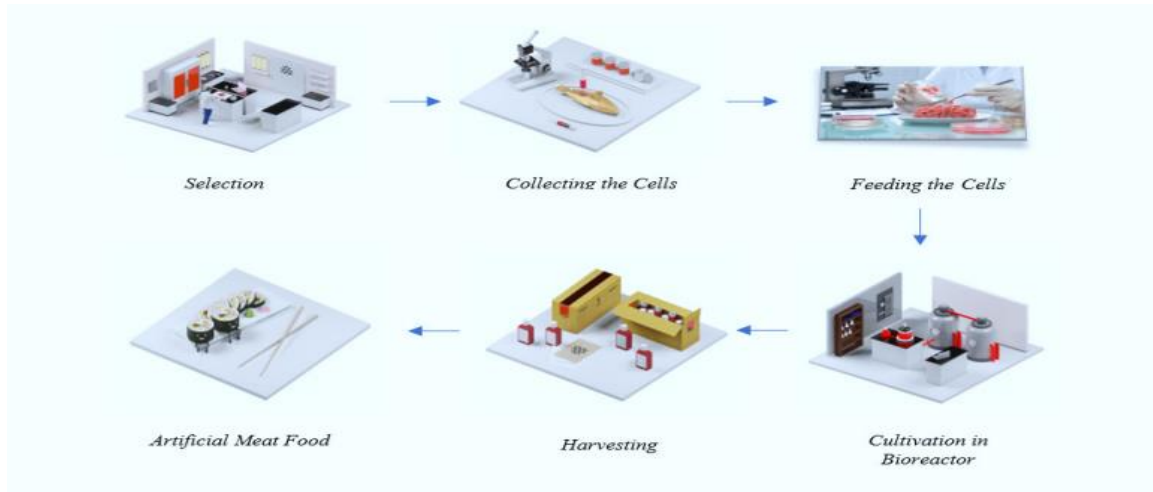 Selection
Collecting the Cells
Feeding the Cells
Artificial Meat Food
Harvesting
Cultivation in
Bioreactor